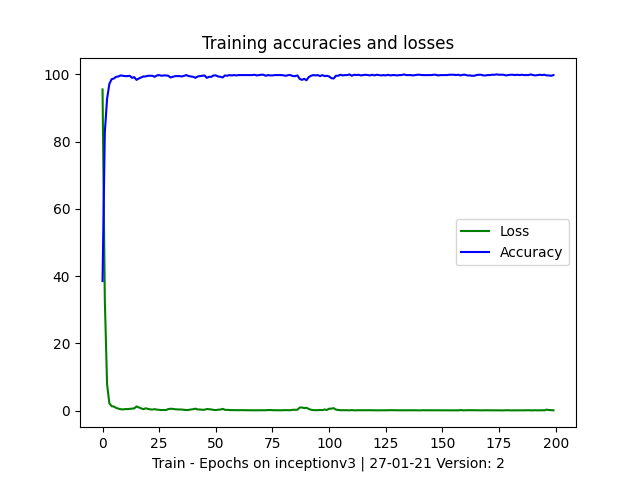 Training accuracies and losses
100
80
60
40
20
0
Loss
Accuracy
0 25 50 75 100 125 150 175 200
Train - Epochs on inceptionv3 | 27-01-21 Version: 2